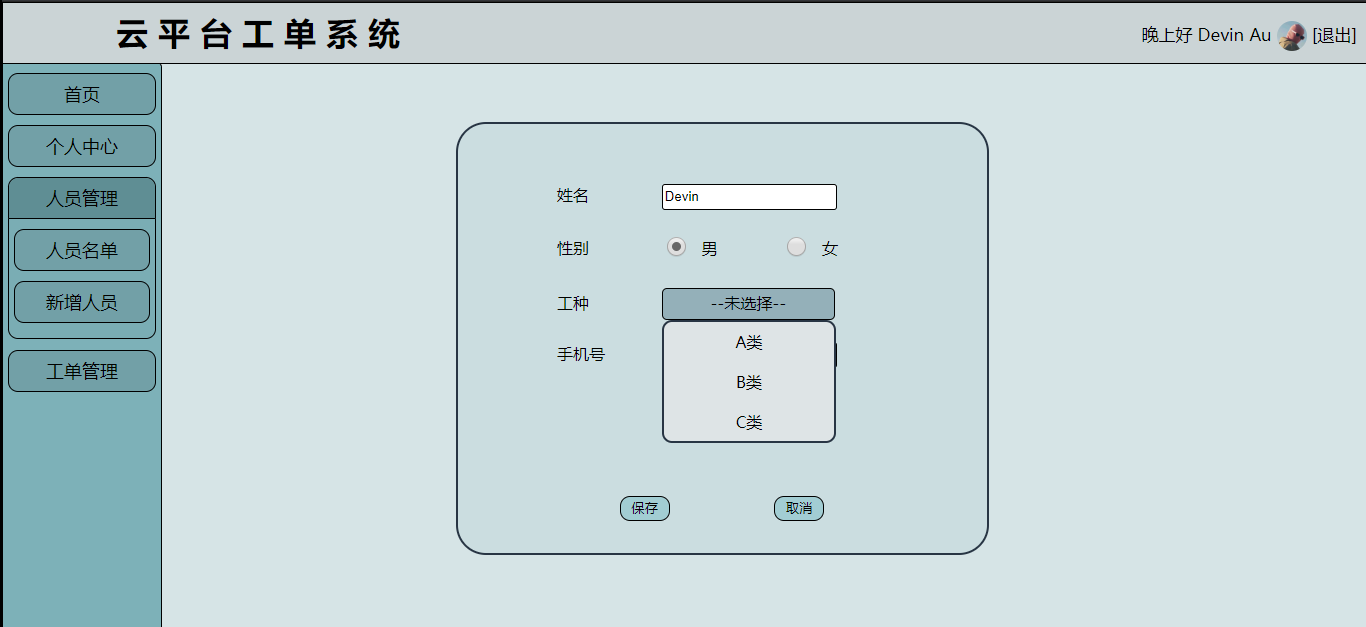 云平台工单系统
晚上好 Devin Au [退出]
首页
个人中心
人员管理
人员名单
新增人员
工单管理
姓名 Devin
性别 男 女
工种 --未选择--
A类
手机号
B类
C类
保存 取消